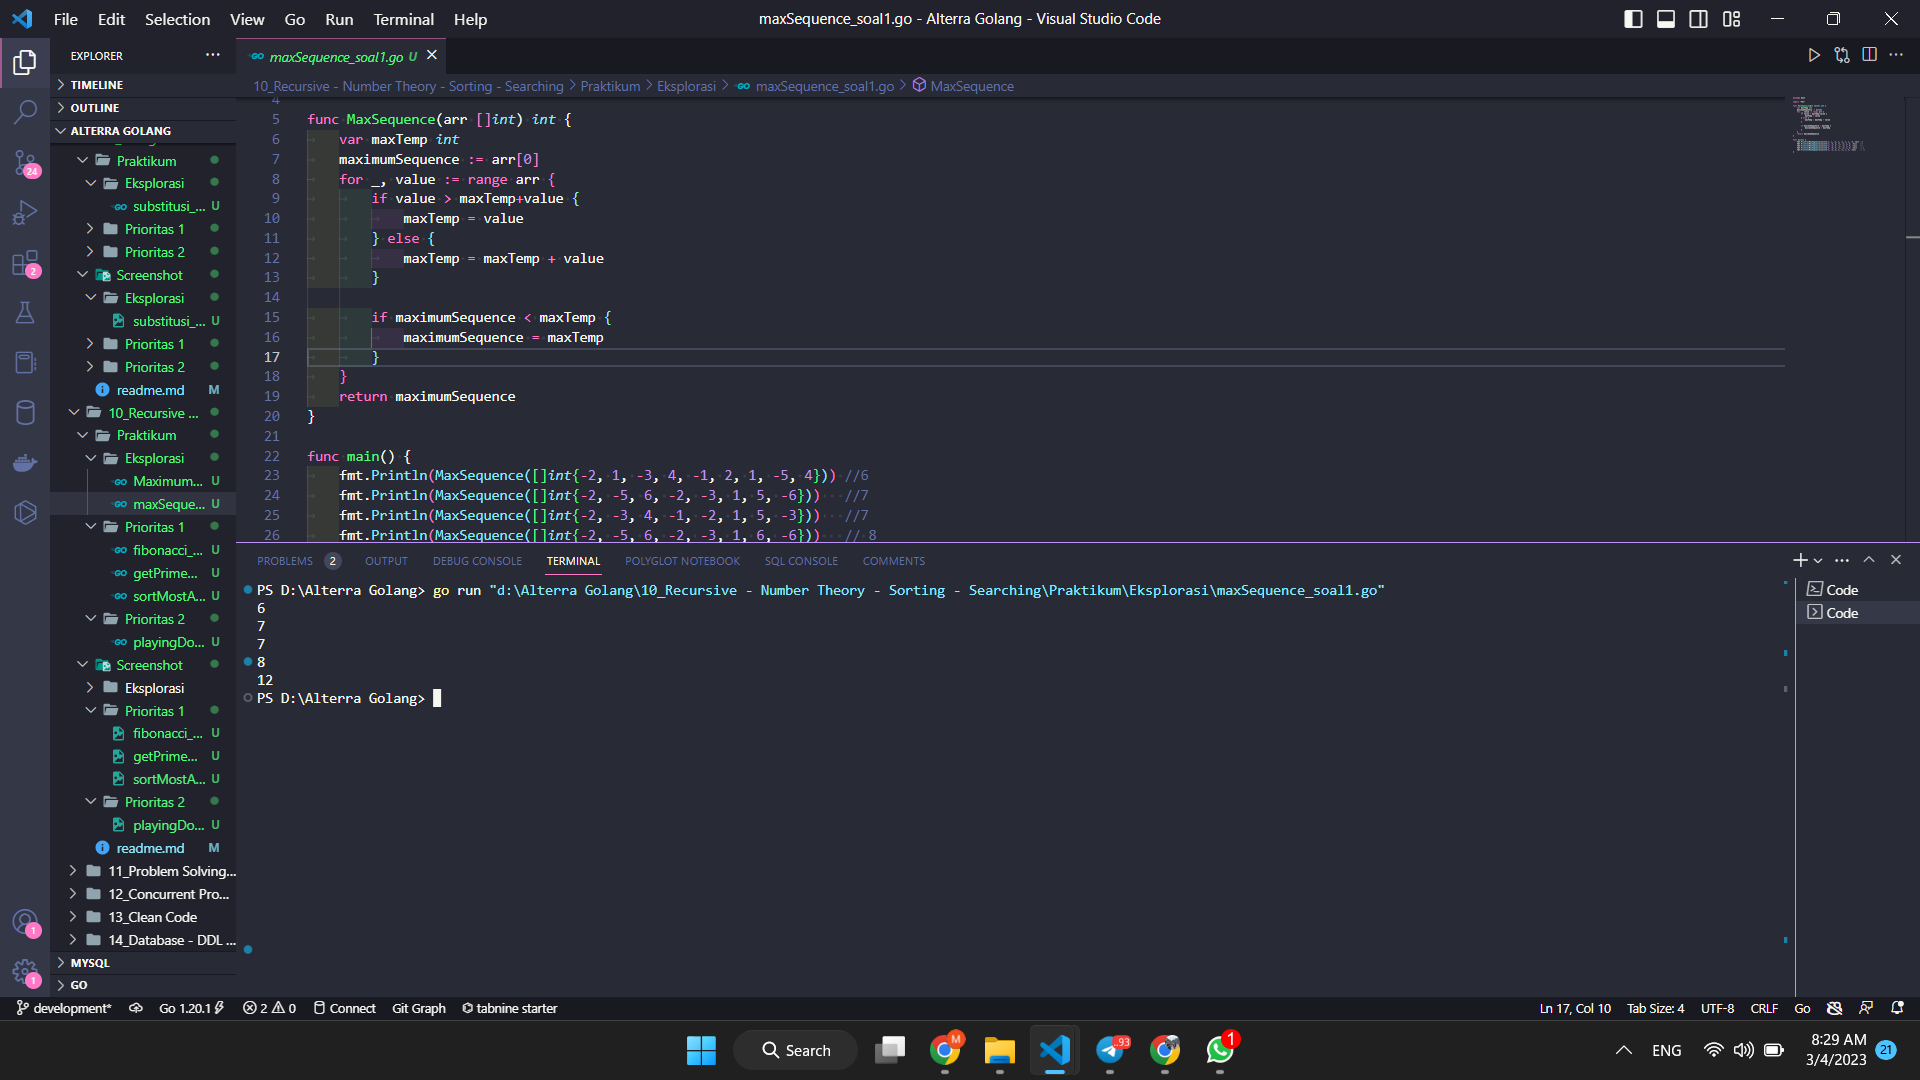 File Edit Selection View Go Run Terminal Help
maxSequence_soal1.go - Alterra Golang - Visual Studio Code
EXPLORER
TIMELINE
OUTLINE
ALTERRA GOLANG
Praktikum
Eksplorasi
substitusi_... U
Prioritas 1
Prioritas 2
Screenshot
Eksplorasi
substitusi_... U
Prioritas 1
Prioritas 2
readme.md M
10_Recursive ...
Praktikum
Eksplorasi
Maximum... U
maxSeque... U
Prioritas 1
fibonacci_... U
getPrime... U
sortMostA... U
Prioritas 2
playingDo... U
Screenshot
Eksplorasi
Prioritas 1
fibonacci_... U
getPrime... U
sortMostA... U
Prioritas 2
playingDo... U
readme.md M
11_Problem Solving...
12_Concurrent Pro...
13_Clean Code
14_Database - DDL ...
MYSQL
GO
24
2
1
1
maxSequence_soal1.go U
10_Recursive - Number Theory - Sorting - Searching > Praktikum > Eksplorasi > maxSequence_soal1.go > MaxSequence
4
5 func MaxSequence(arr []int) int {
6 var maxTemp int
7 maximumSequence := arr[0]
8 for _, value := range arr {
9 if value > maxTemp+value {
10 maxTemp = value
11 } else {
12 maxTemp = maxTemp + value
13 }
14
15 if maximumSequence < maxTemp {
16 maximumSequence = maxTemp
17 }
18 }
19 return maximumSequence
20 }
21
22 func main() {
23 fmt.Println(MaxSequence([]int{-2, 1, -3, 4, -1, 2, 1, -5, 4})) //6
24 fmt.Println(MaxSequence([]int{-2, -5, 6, -2, -3, 1, 5, -6})) //7
25 fmt.Println(MaxSequence([]int{-2, -3, 4, -1, -2, 1, 5, -3})) //7
26 fmt.Println(MaxSequence([]int{-2, -5, 6, -2, -3, 1, 6, -6})) // 8
PROBLEMS 2 OUTPUT DEBUG CONSOLE TERMINAL POLYGLOT NOTEBOOK SQL CONSOLE COMMENTS
PS D:\Alterra Golang> go run "d:\Alterra Golang\10_Recursive - Number Theory - Sorting - Searching\Praktikum\Eksplorasi\maxSequence_soal1.go"
6
7
7
8
12
PS D:\Alterra Golang>
Code
Code
development* Go 1.20.1 2 0 Connect Git Graph tabnine starter
Ln 17, Col 10 Tab Size: 4 UTF-8 CRLF Go
Search
M
93
1
ENG
8:29 AM
3/4/2023
21